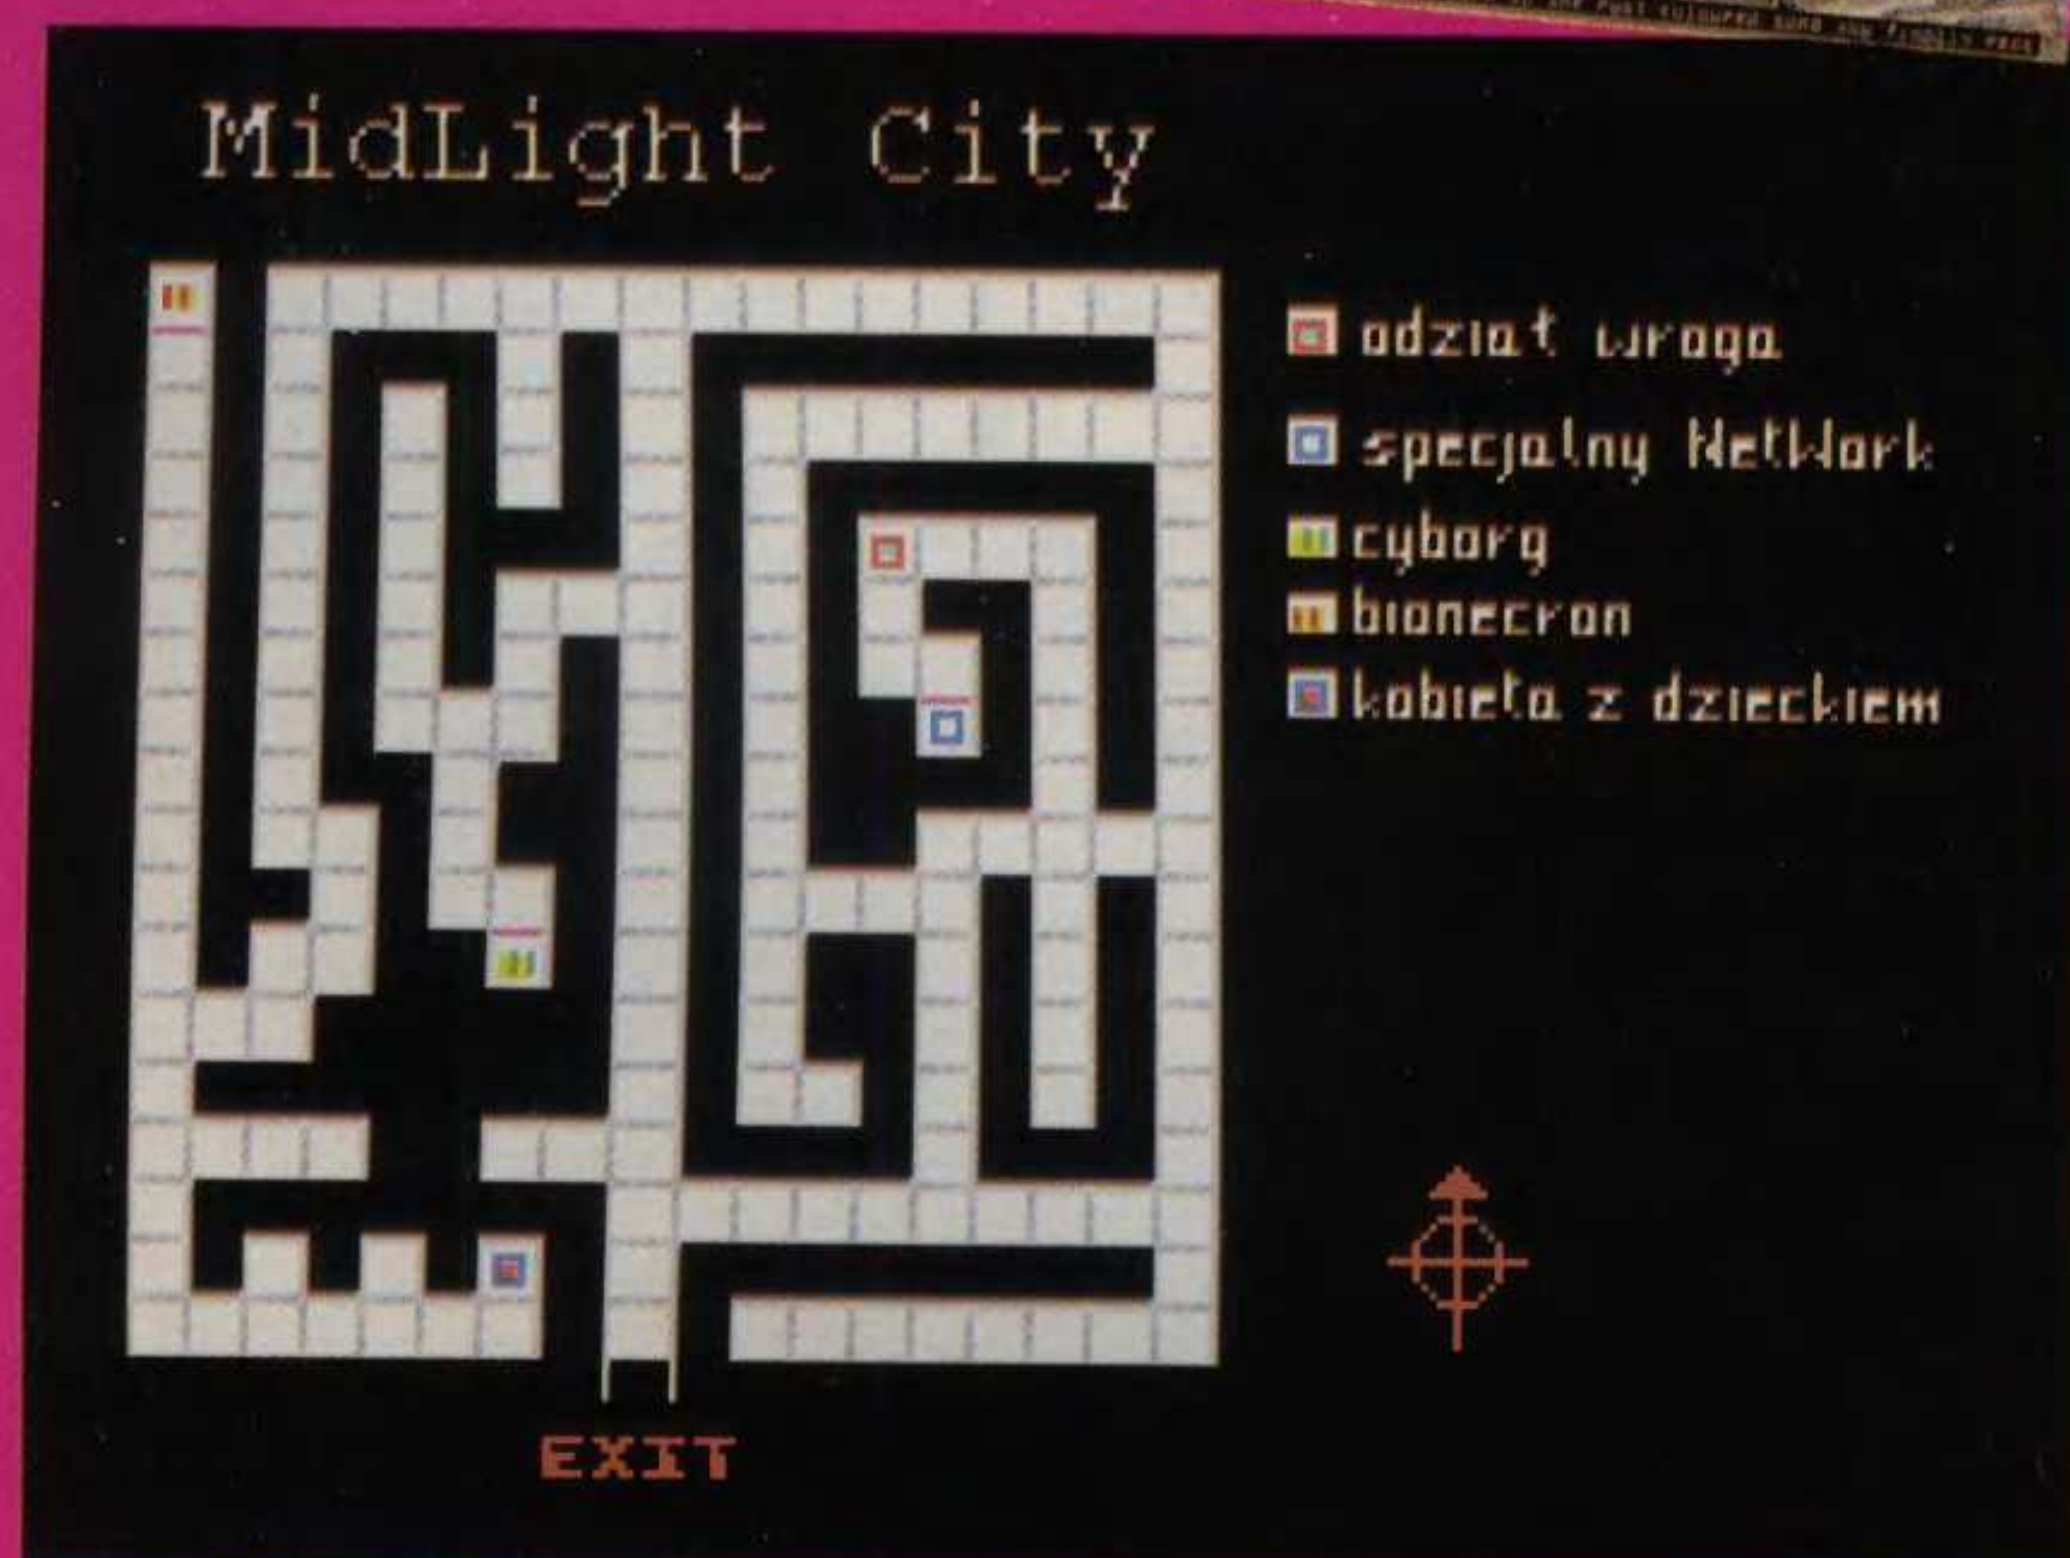 MidLight City
odział wroga
specjalny NetWork
cyborg
bionecron
kobieta z dzieckiem
EXIT